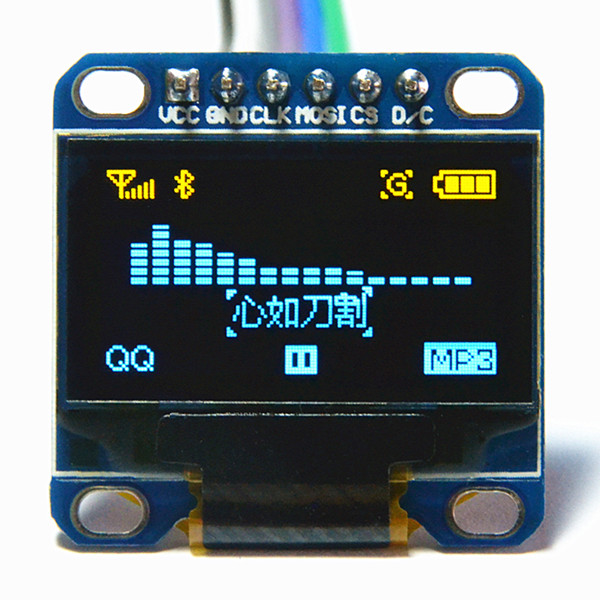 VCC GND CLK MOSI CS D/C
G
心如刀割
QQ MP3